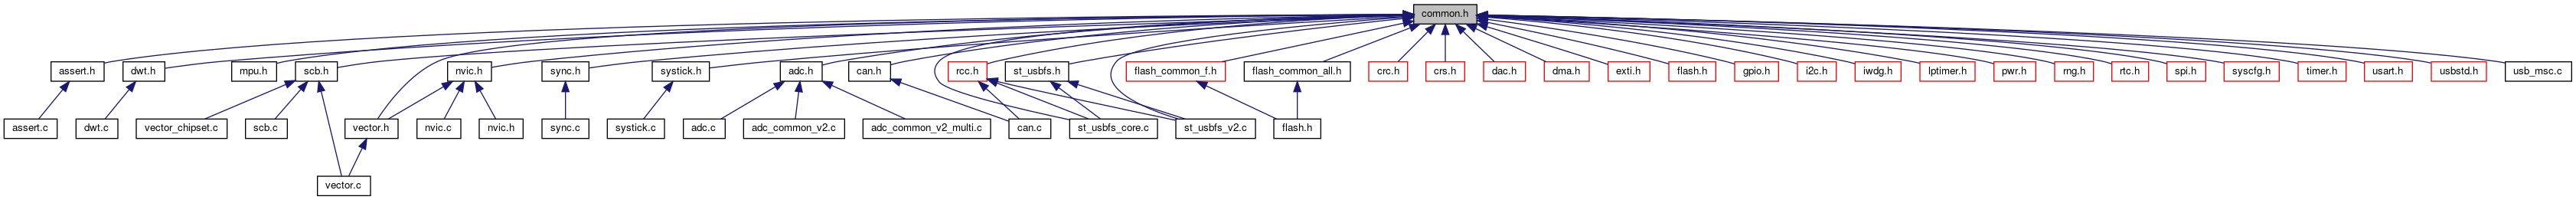 common.h
assert.h
dwt.h
mpu.h
scb.h
nvic.h
sync.h
systick.h
adc.h
can.h
rcc.h
st_usbfs.h
flash_common_f.h
flash_common_all.h
crc.h
crs.h
dac.h
dma.h
exti.h
flash.h
gpio.h
i2c.h
iwdg.h
lptimer.h
pwr.h
rng.h
rtc.h
spi.h
syscfg.h
timer.h
usart.h
usbstd.h
usb_msc.c
assert.c
dwt.c
vector_chipset.c
scb.c
vector.h
nvic.c
nvic.h
sync.c
systick.c
adc.c
adc_common_v2.c
adc_common_v2_multi.c
can.c
st_usbfs_core.c
st_usbfs_v2.c
flash.h
vector.c